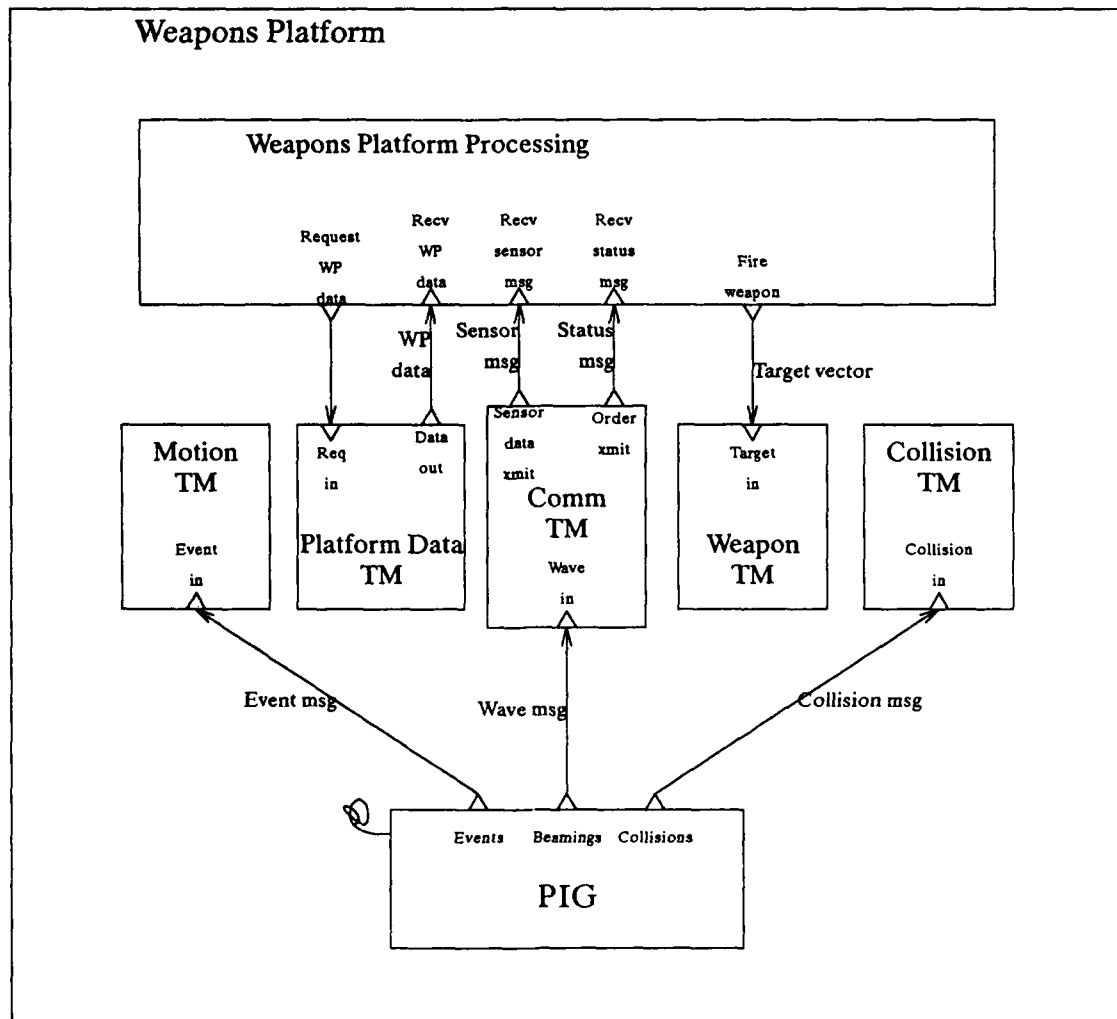 Weapons Platform
Weapons Platform Processing
Request
WP
data
Recv
WP
data
Recv
sensor
msg
Recv
status
msg
Fire
weapon
WP
data
Sensor
msg
Status
msg
Target vector
Motion
TM
Event
in
Req
in
Data
out
Platform Data
TM
Sensor
data
xmit
Order
xmit
Comm
TM
Wave
in
Target
in
Weapon
TM
Collision
TM
Collision
in
Event msg
Wave msg
Collision msg
Events
Beamings
Collisions
PIG